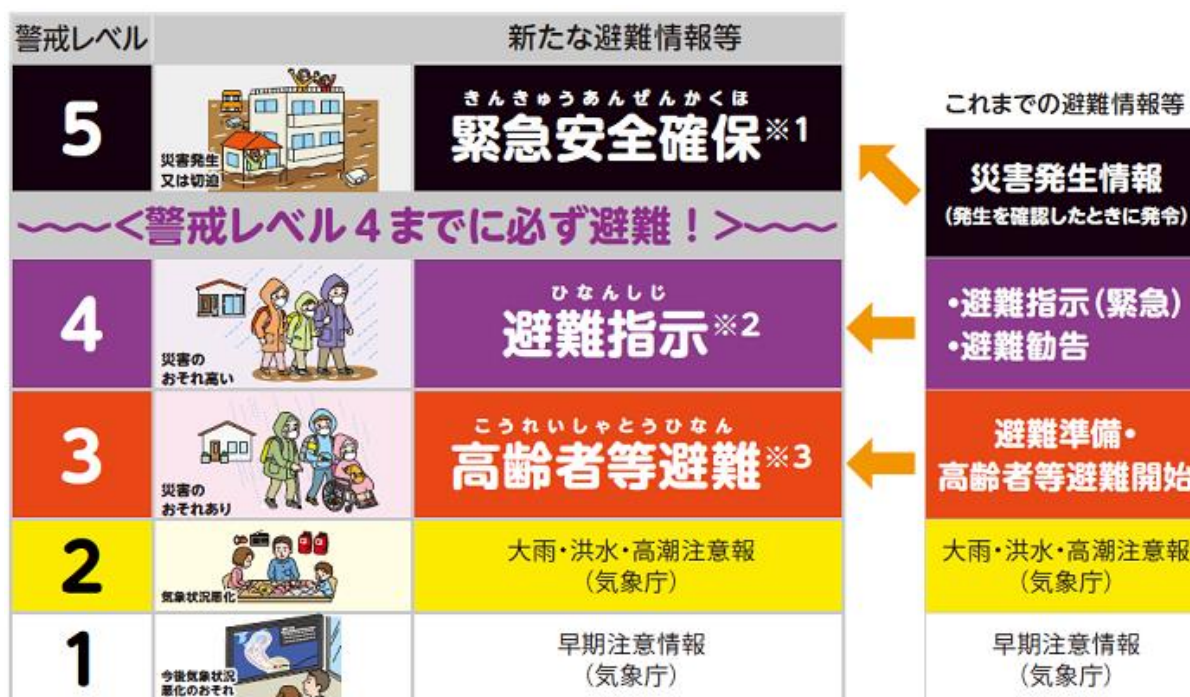 警戒レベル
新たな避難情報等
5
災害発生
又は切迫
きんきゅうあんぜんかくほ
緊急安全確保※1
〜〜〜<警戒レベル4までに必ず避難！>〜〜〜
4
災害の
おそれ高い
ひなんしじ
避難指示※2
3
災害の
おそれあり
こうれいしゃとうひなん
高齢者等避難※3
2
気象状況悪化
大雨・洪水・高潮注意報
(気象庁)
1
今後気象状況
悪化のおそれ
早期注意情報
(気象庁)
これまでの避難情報等
災害発生情報
(発生を確認したときに発令)
・避難指示(緊急)
・避難勧告
避難準備・
高齢者等避難開始
大雨・洪水・高潮注意報
(気象庁)
早期注意情報
(気象庁)